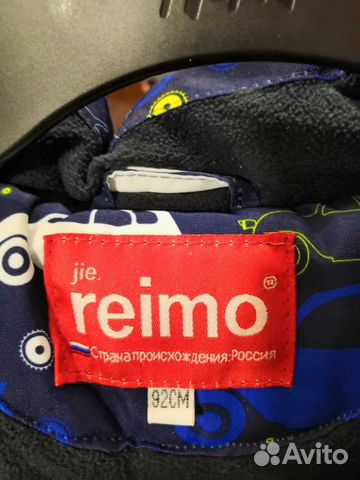 jie.
reimo
Страна происхождения: Россия
92CM
Avito